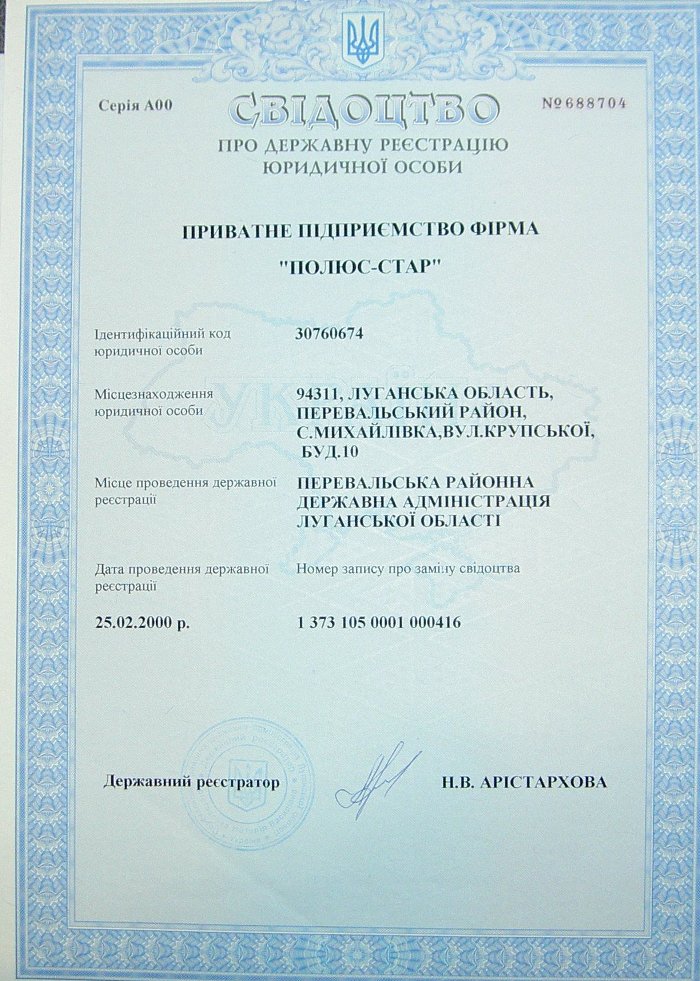 Серія А00
СВІДОЦТВО
№688704
ПРО ДЕРЖАВНУ РЕЄСТРАЦІЮ
ЮРИДИЧНОЇ ОСОБИ
ПРИВАТНЕ ПІДПРИЄМСТВО ФІРМА
"ПОЛЮС-СТАР"
Ідентифікаційний код
юридичної особи
30760674
Місцезнаходження
юридичної особи
94311, ЛУГАНСЬКА ОБЛАСТЬ,
ПЕРЕВАЛЬСЬКИЙ РАЙОН,
С.МИХАЙЛІВКА,ВУЛ.КРУПСЬКОЇ,
БУД.10
Місце проведення державної
реєстрації
ПЕРЕВАЛЬСЬКА РАЙОННА
ДЕРЖАВНА АДМІНІСТРАЦІЯ
ЛУГАНСЬКОЇ ОБЛАСТІ
Дата проведення державної
реєстрації
Номер запису про заміну свідоцтва
25.02.2000 р.
1 373 105 0001 000416
Державний реєстратор
Н.В. АРІСТАРХОВА